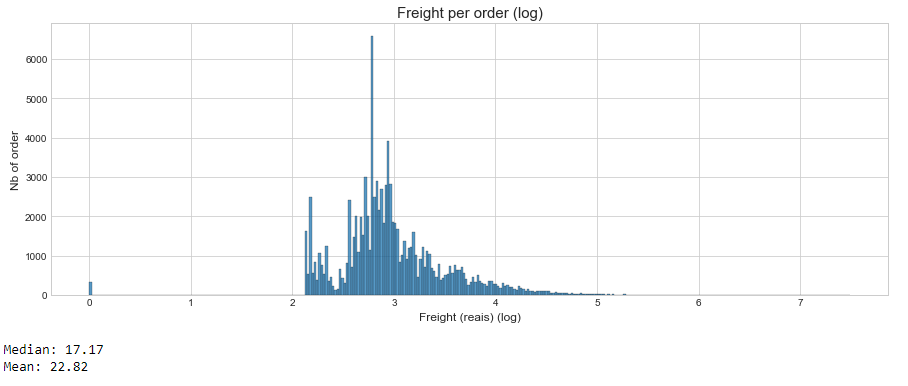 Freight per order (log)
6000
5000
4000
3000
2000
1000
0
Nb of order
0 1 2 3 4 5 6 7
Freight (reais) (log)
Median: 17.17
Mean: 22.82